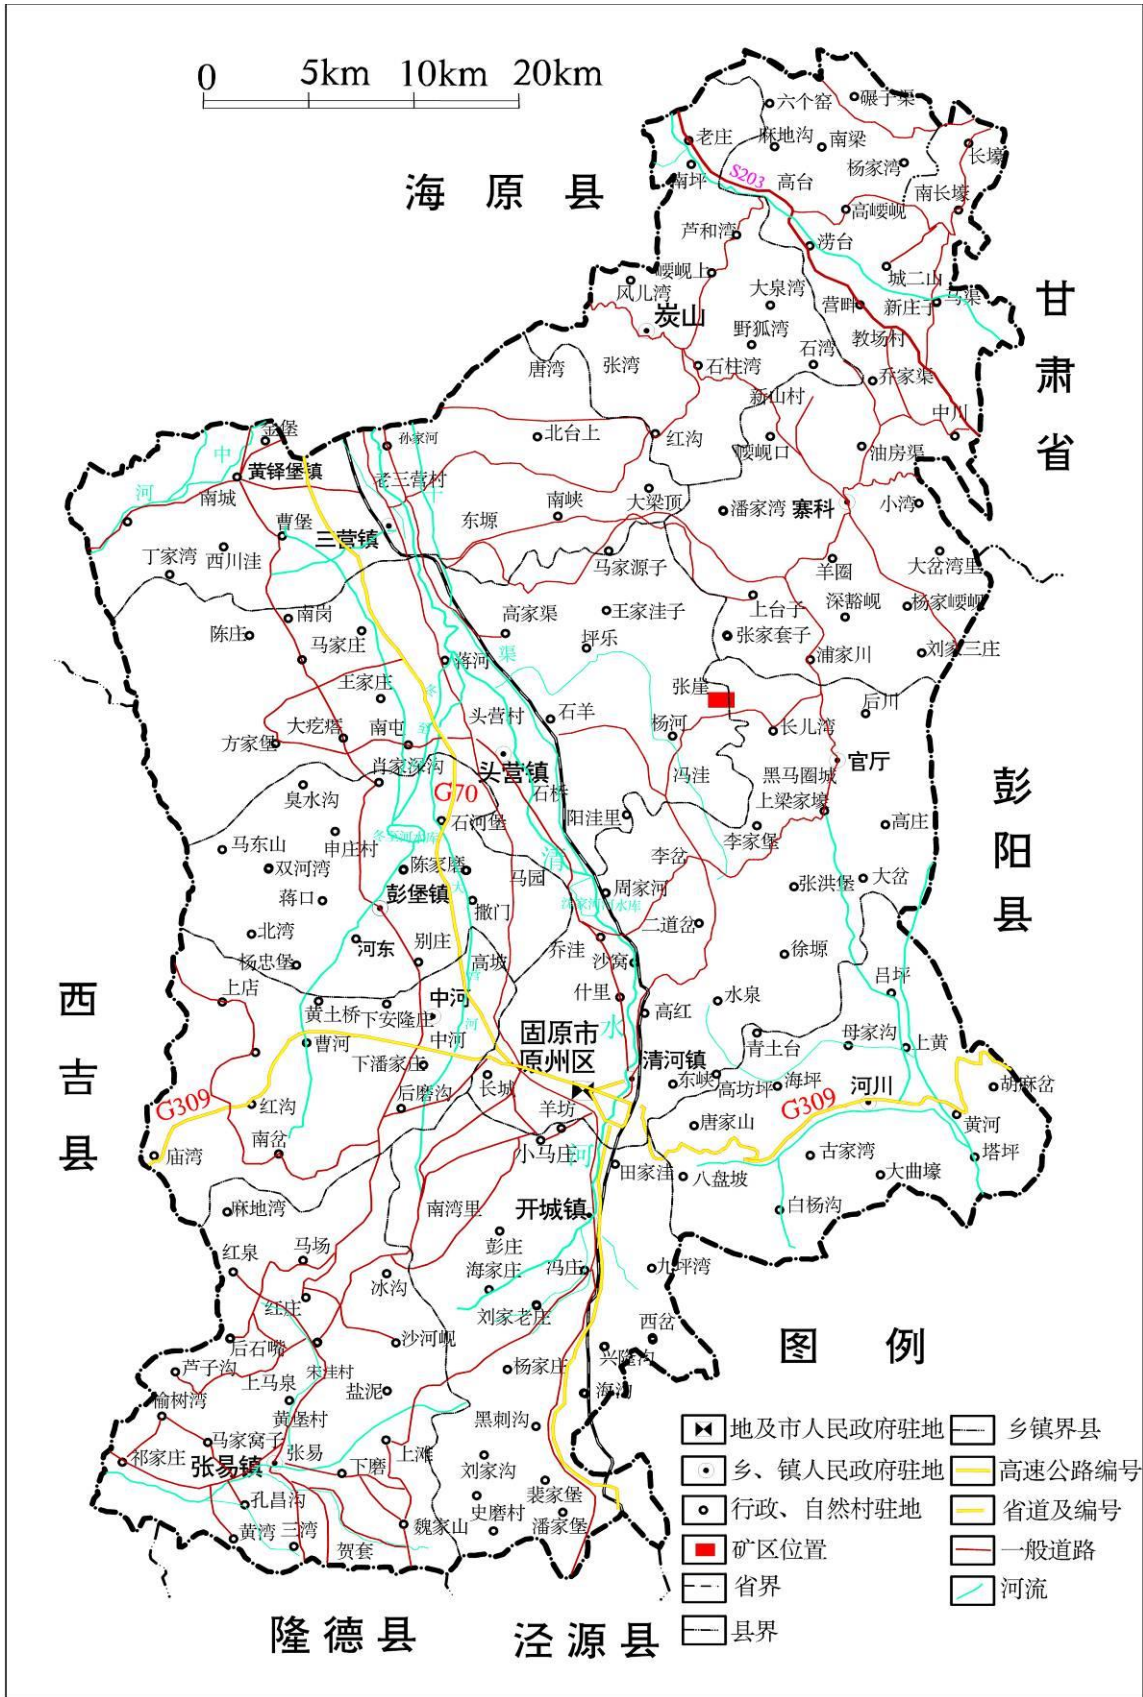 0 5km 10km 20km
六个窑
碾子渠
老庄
麻地沟
南梁
长壕
杨家湾
南坪
S203
高台
海原县
南长壕
高崾岘
芦和湾
涝台
崾岘上
城二山
风儿湾
大泉湾
甘肃省
营畔
新庄子
马渠
炭山
野狐湾
教场村
石湾
唐湾
张湾
石柱湾
乔家渠
新山村
中川
金堡
孙家河
北台上
红沟
崾岘口
油房渠
中
黄铎堡镇
老三营村
河
南城
南峡
大梁顶
潘家湾
寨科
小湾
东塬
曹堡
三营镇
丁家湾
西川洼
马家源子
羊圈
大岔湾里
南岗
高家渠
王家洼子
上台子
深豁岘
杨家崾岘
陈庄
马家庄
坪乐
张家套子
渠
蒋河
浦家川
刘家三庄
王家庄
张崖
头营村
石羊
杨河
后川
大疙瘩
南屯
长儿湾
方家堡
肖家深沟
头营镇
冯洼
官厅
黑马圈城
彭阳县
臭水沟
G70
石桥
上梁家壕
石河堡
阳洼里
李家堡
高庄
冬至河水库
清
马东山
申庄村
双河湾
陈家磨
马园
李岔
张洪堡
大岔
蒋口
彭堡镇
撒门
周家河
沈家河水库
二道岔
北湾
河东
别庄
高坡
乔洼
沙窝
徐塬
杨忠堡
吕坪
西吉县
上店
中河
什里
水泉
黄土桥
下安隆庄
高红
固原市
原州区
水
曹河
中河
河
青土台
母家沟
上黄
下潘家庄
清河镇
长城
东峡
高坊坪
海坪
河川
胡麻岔
G309
红沟
后磨沟
羊坊
唐家山
G309
黄河
南岔
小马庄
庙湾
河
田家洼
古家湾
塔坪
八盘坡
大曲壕
麻地湾
南湾里
开城镇
白杨沟
彭庄
红泉
马场
海家庄
冯庄
九坪湾
冰沟
红庄
刘家老庄
后石嘴
沙河岘
西岔
图例
兴隆沟
芦子沟
宋洼村
杨家庄
上马泉
盐泥
海沟
榆树湾
黄堡村
黑刺沟
地及市人民政府驻地
乡镇界县
马家窝子
祁家庄
张易镇
张易
上滩
刘家沟
乡、镇人民政府驻地
高速公路编号
下磨
裴家堡
孔昌沟
史磨村
行政、自然村驻地
省道及编号
黄湾
三湾
魏家山
潘家堡
贺套
矿区位置
一般道路
省界
河流
隆德县
泾源县
县界